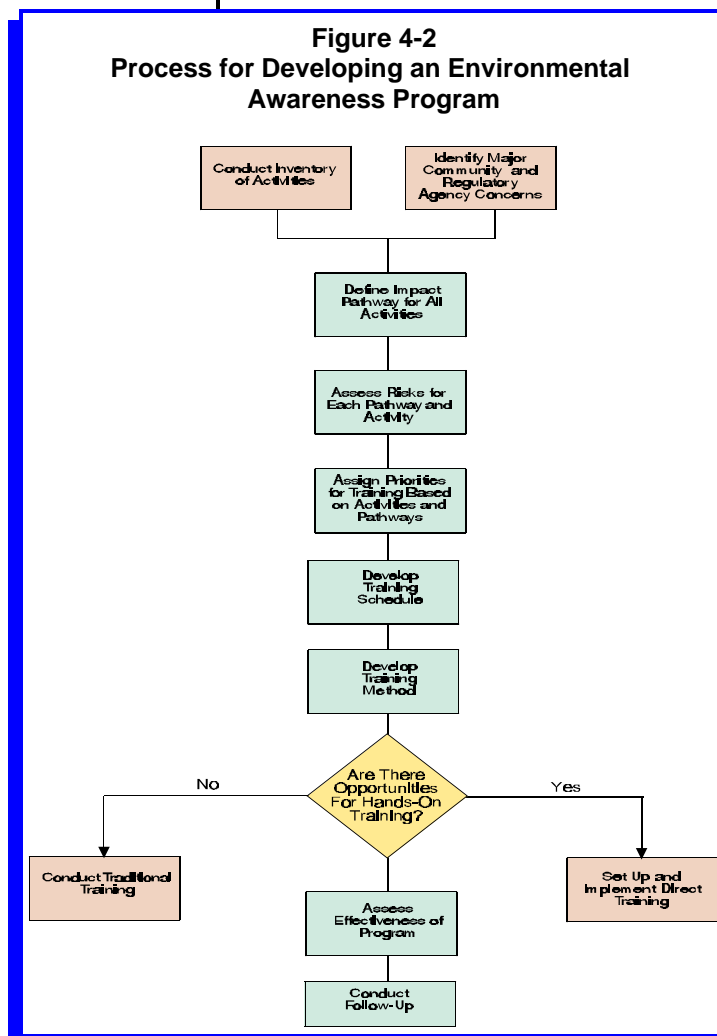 Figure 4-2
Process for Developing an Environmental
Awareness Program
Conduct Inventory
of Activities
Identify Major
Community and
Regulatory
Agency Concerns
Define Impact
Pathway for All
Activities
Assess Risks for
Each Pathway and
Activity
Assign Priorities
for Training Based
on Activities and
Pathways
Develop
Training
Schedule
Develop
Training
Method
Are There
Opportunities
For Hands-On
Training?
No
Yes
Conduct Traditional
Training
Set Up and
Implement Direct
Training
Assess
Effectiveness of
Program
Conduct
Follow-Up